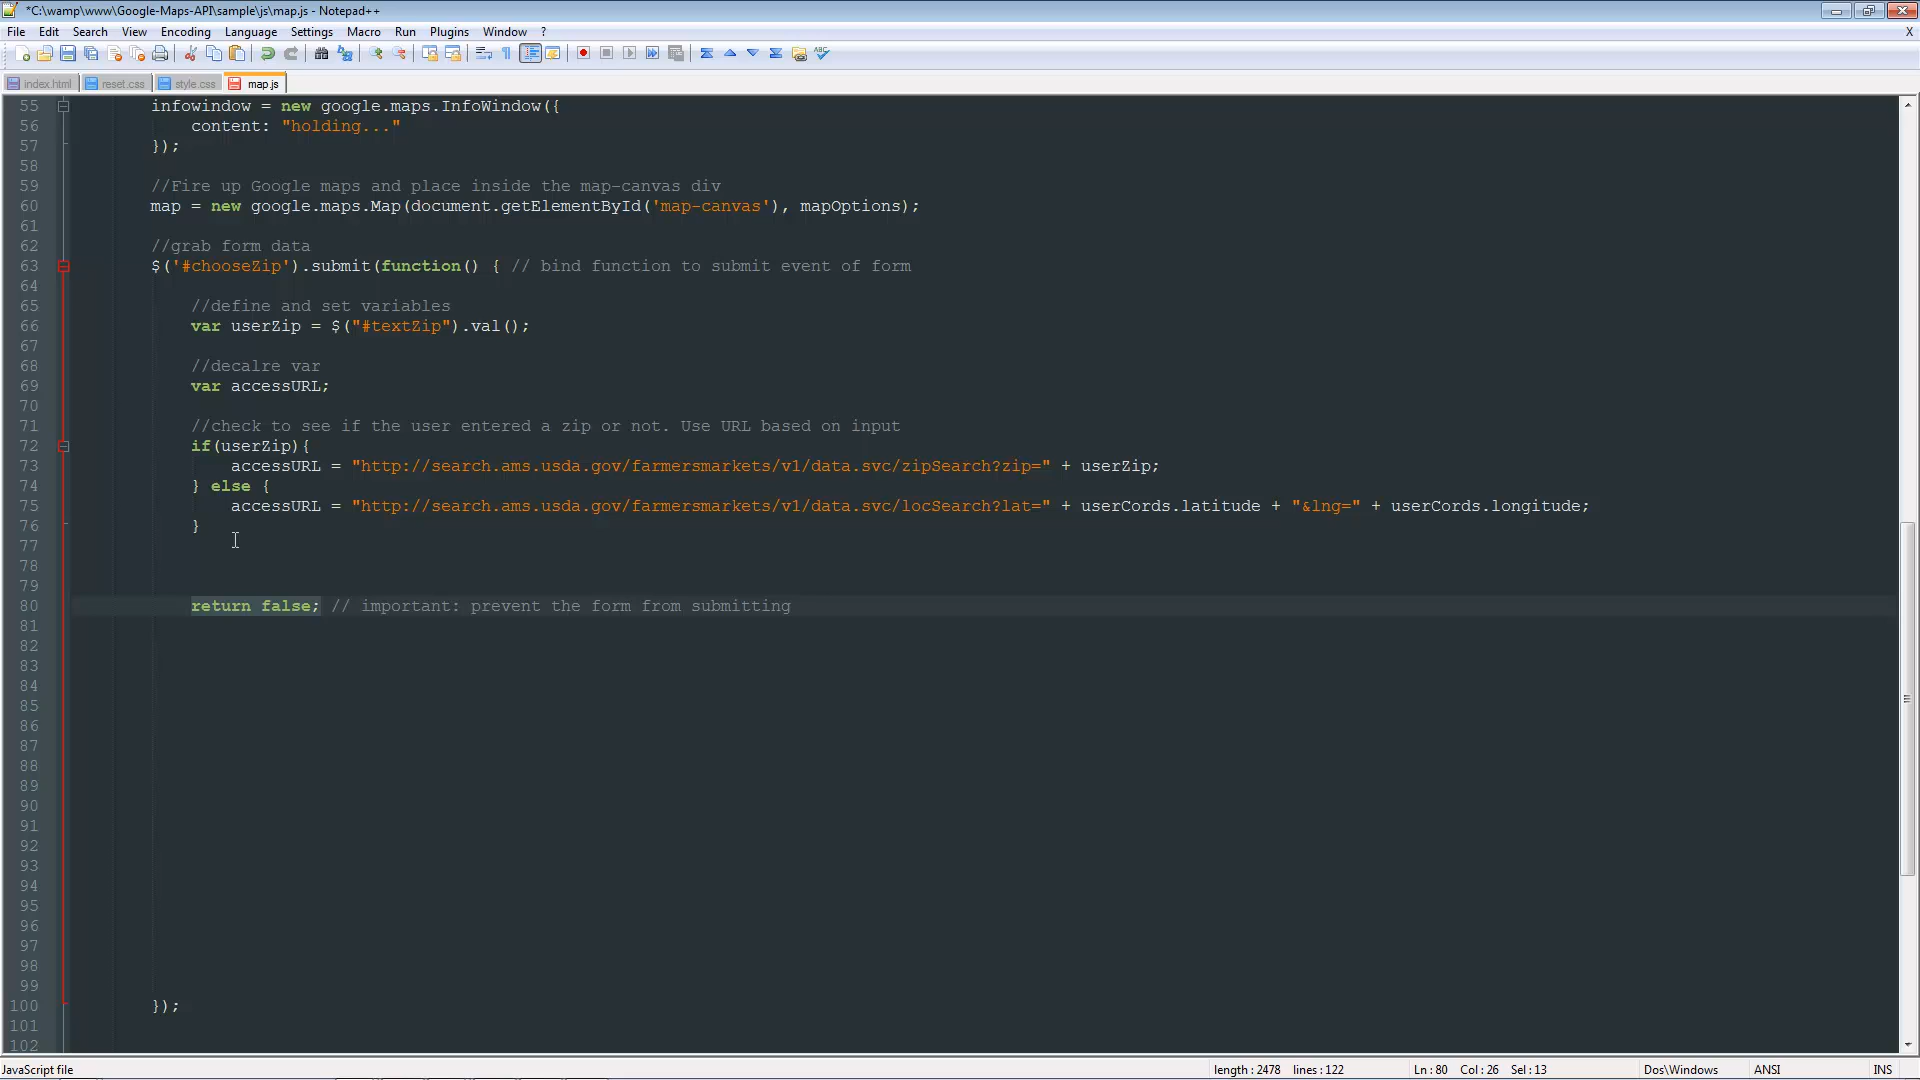 *C:\wamp\www\Google-Maps-API\sample\js\map.js - Notepad++
File Edit Search View Encoding Language Settings Macro Run Plugins Window ? X
index.html reset.css style.css map.js
55 infowindow = new google.maps.InfoWindow({
56 content: "holding..."
57 });
58
59 //Fire up Google maps and place inside the map-canvas div
60 map = new google.maps.Map(document.getElementById('map-canvas'), mapOptions);
61
62 //grab form data
63 $('#chooseZip').submit(function() { // bind function to submit event of form
64
65 //define and set variables
66 var userZip = $("#textZip").val();
67
68 //decalre var
69 var accessURL;
70
71 //check to see if the user entered a zip or not. Use URL based on input
72 if(userZip){
73 accessURL = "http://search.ams.usda.gov/farmersmarkets/v1/data.svc/zipSearch?zip=" + userZip;
74 } else {
75 accessURL = "http://search.ams.usda.gov/farmersmarkets/v1/data.svc/locSearch?lat=" + userCords.latitude + "&lng=" + userCords.longitude;
76 }
77
78
79
80 return false; // important: prevent the form from submitting
81
82
83
84
85
86
87
88
89
90
91
92
93
94
95
96
97
98
99
100 });
101
102
JavaScript file length : 2478 lines : 122 Ln : 80 Col : 26 Sel : 13 Dos\Windows ANSI INS